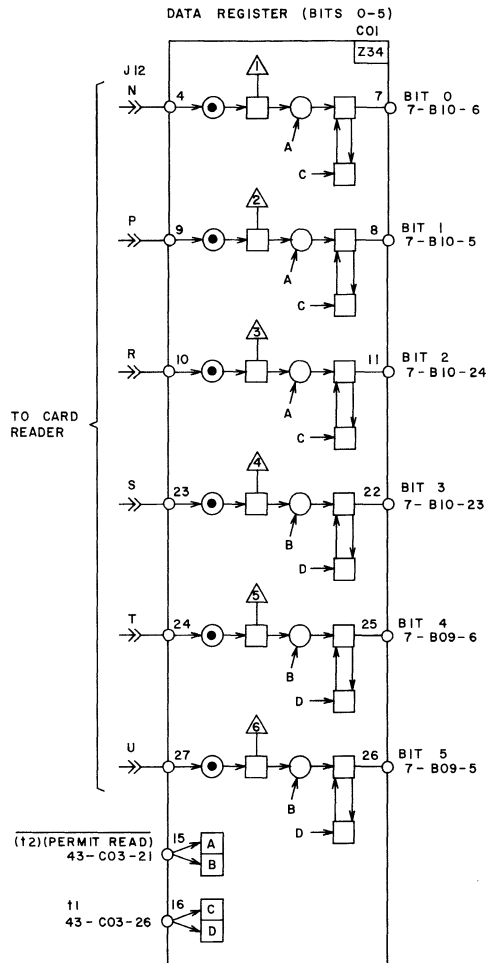 DATA REGISTER (BITS 0-5)
C01
Z34
J12
N
4
1
7
BIT 0
7-B10-6
A
C
P
9
2
8
BIT 1
7-B10-5
A
C
R
10
3
11
BIT 2
7-B10-24
A
C
TO CARD
READER
S
23
4
22
BIT 3
7-B10-23
B
D
T
24
5
25
BIT 4
7-B09-6
B
D
U
27
6
26
BIT 5
7-B09-5
B
D
(t2)(PERMIT READ)
43-C03-21
15
A
B
t1
43-C03-26
16
C
D